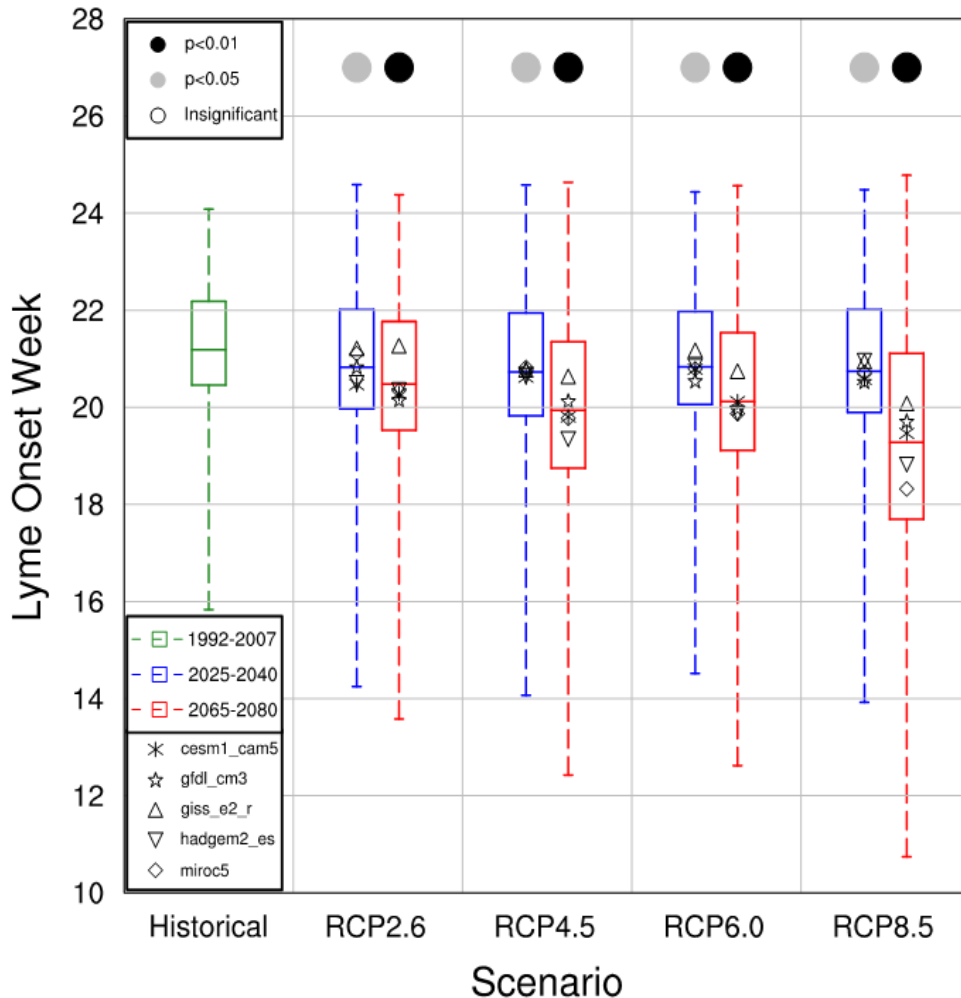 Lyme Onset Week
28
26
24
22
20
18
16
14
12
10
p<0.01
p<0.05
Insignificant
1992-2007
2025-2040
2065-2080
cesm1_cam5
gfdl_cm3
giss_e2_r
hadgem2_es
miroc5
Historical RCP2.6 RCP4.5 RCP6.0 RCP8.5
Scenario